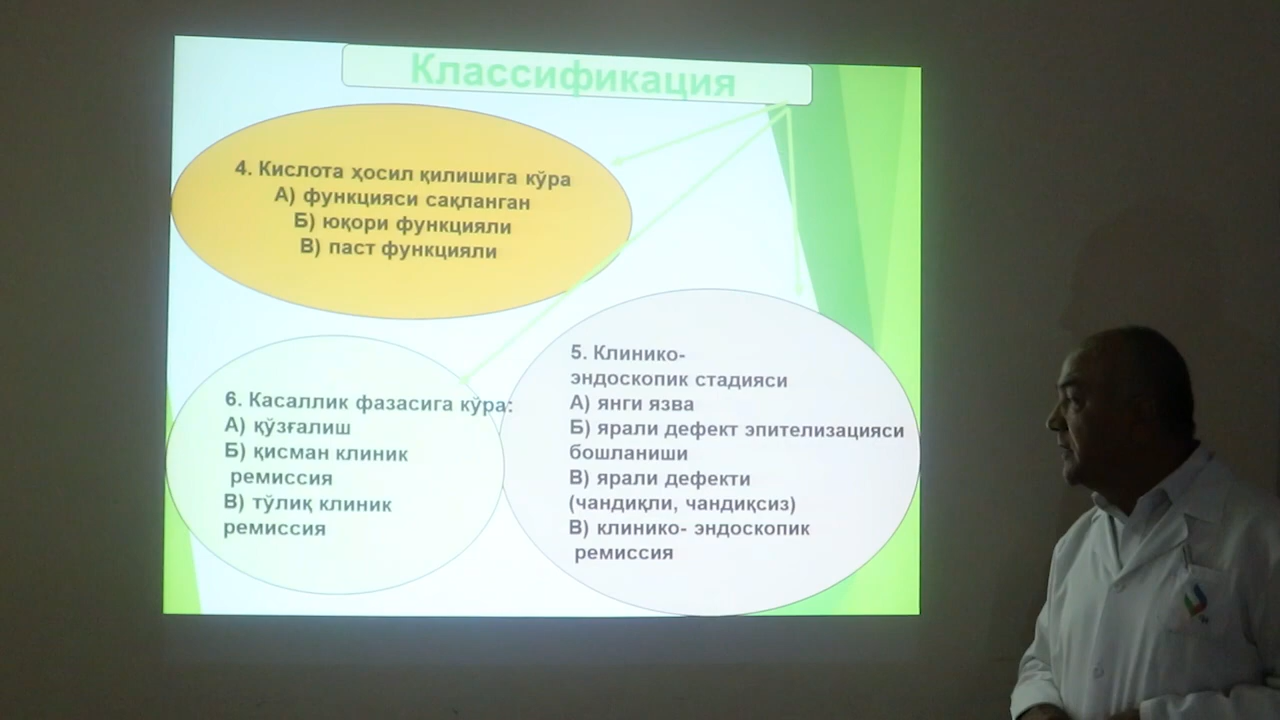 Классификация
4. Кислота ҳосил қилишига кўра
А) функцияси сақланган
Б) юқори функцияли
В) паст функцияли
5. Клинико-
эндоскопик стадияси
А) янги язва
Б) ярали дефект эпителизацияси
бошланиши
В) ярали дефекти
(чандиқли, чандиқсиз)
В) клинико- эндоскопик
ремиссия
6. Касаллик фазасига кўра:
А) қўзғалиш
Б) қисман клиник
ремиссия
В) тўлиқ клиник
ремиссия